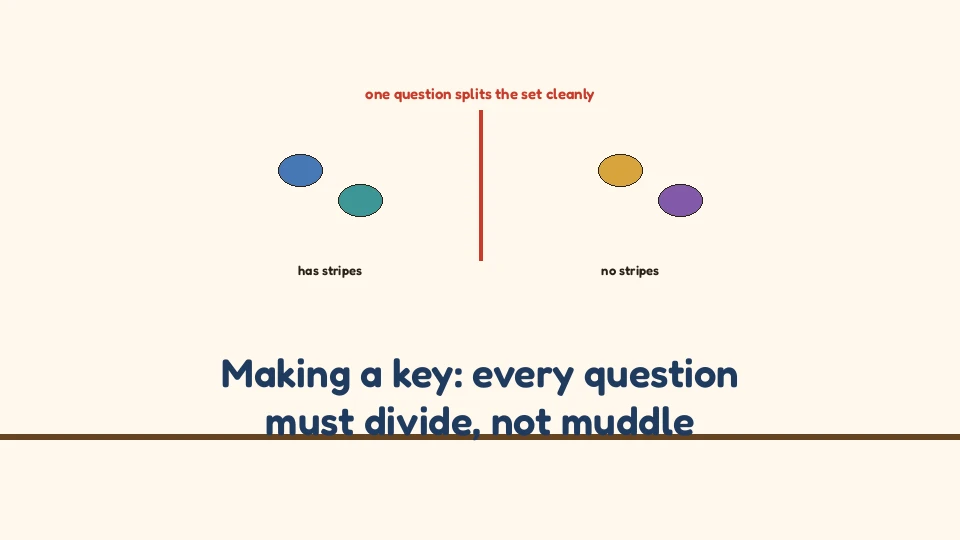 one question splits the set cleanly
has stripes
no stripes
Making a key: every question
must divide, not muddle